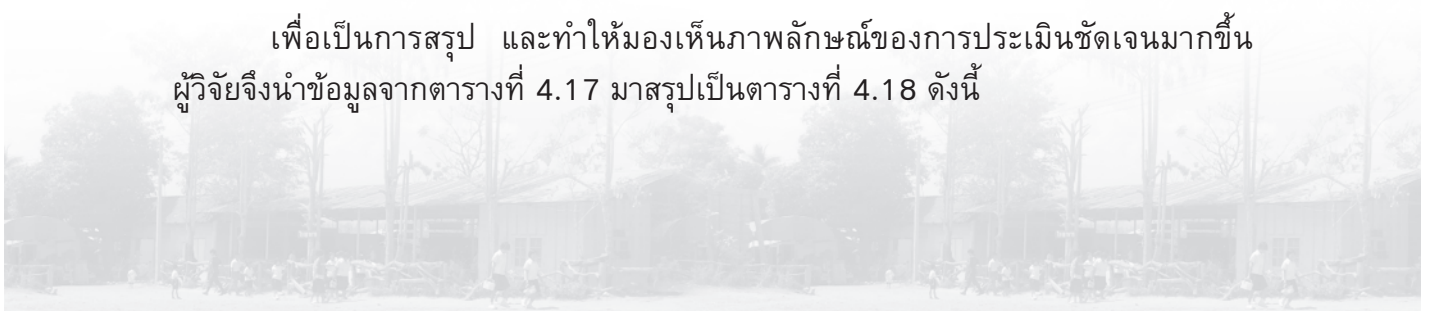 เพื่อเป็นการสรุป และทำให้มองเห็นภาพลักษณ์ของการประเมินชัดเจนมากขึ้น
ผู้วิจัยจึงนำข้อมูลจากตารางที่ 4.17 มาสรุปเป็นตารางที่ 4.18 ดังนี้